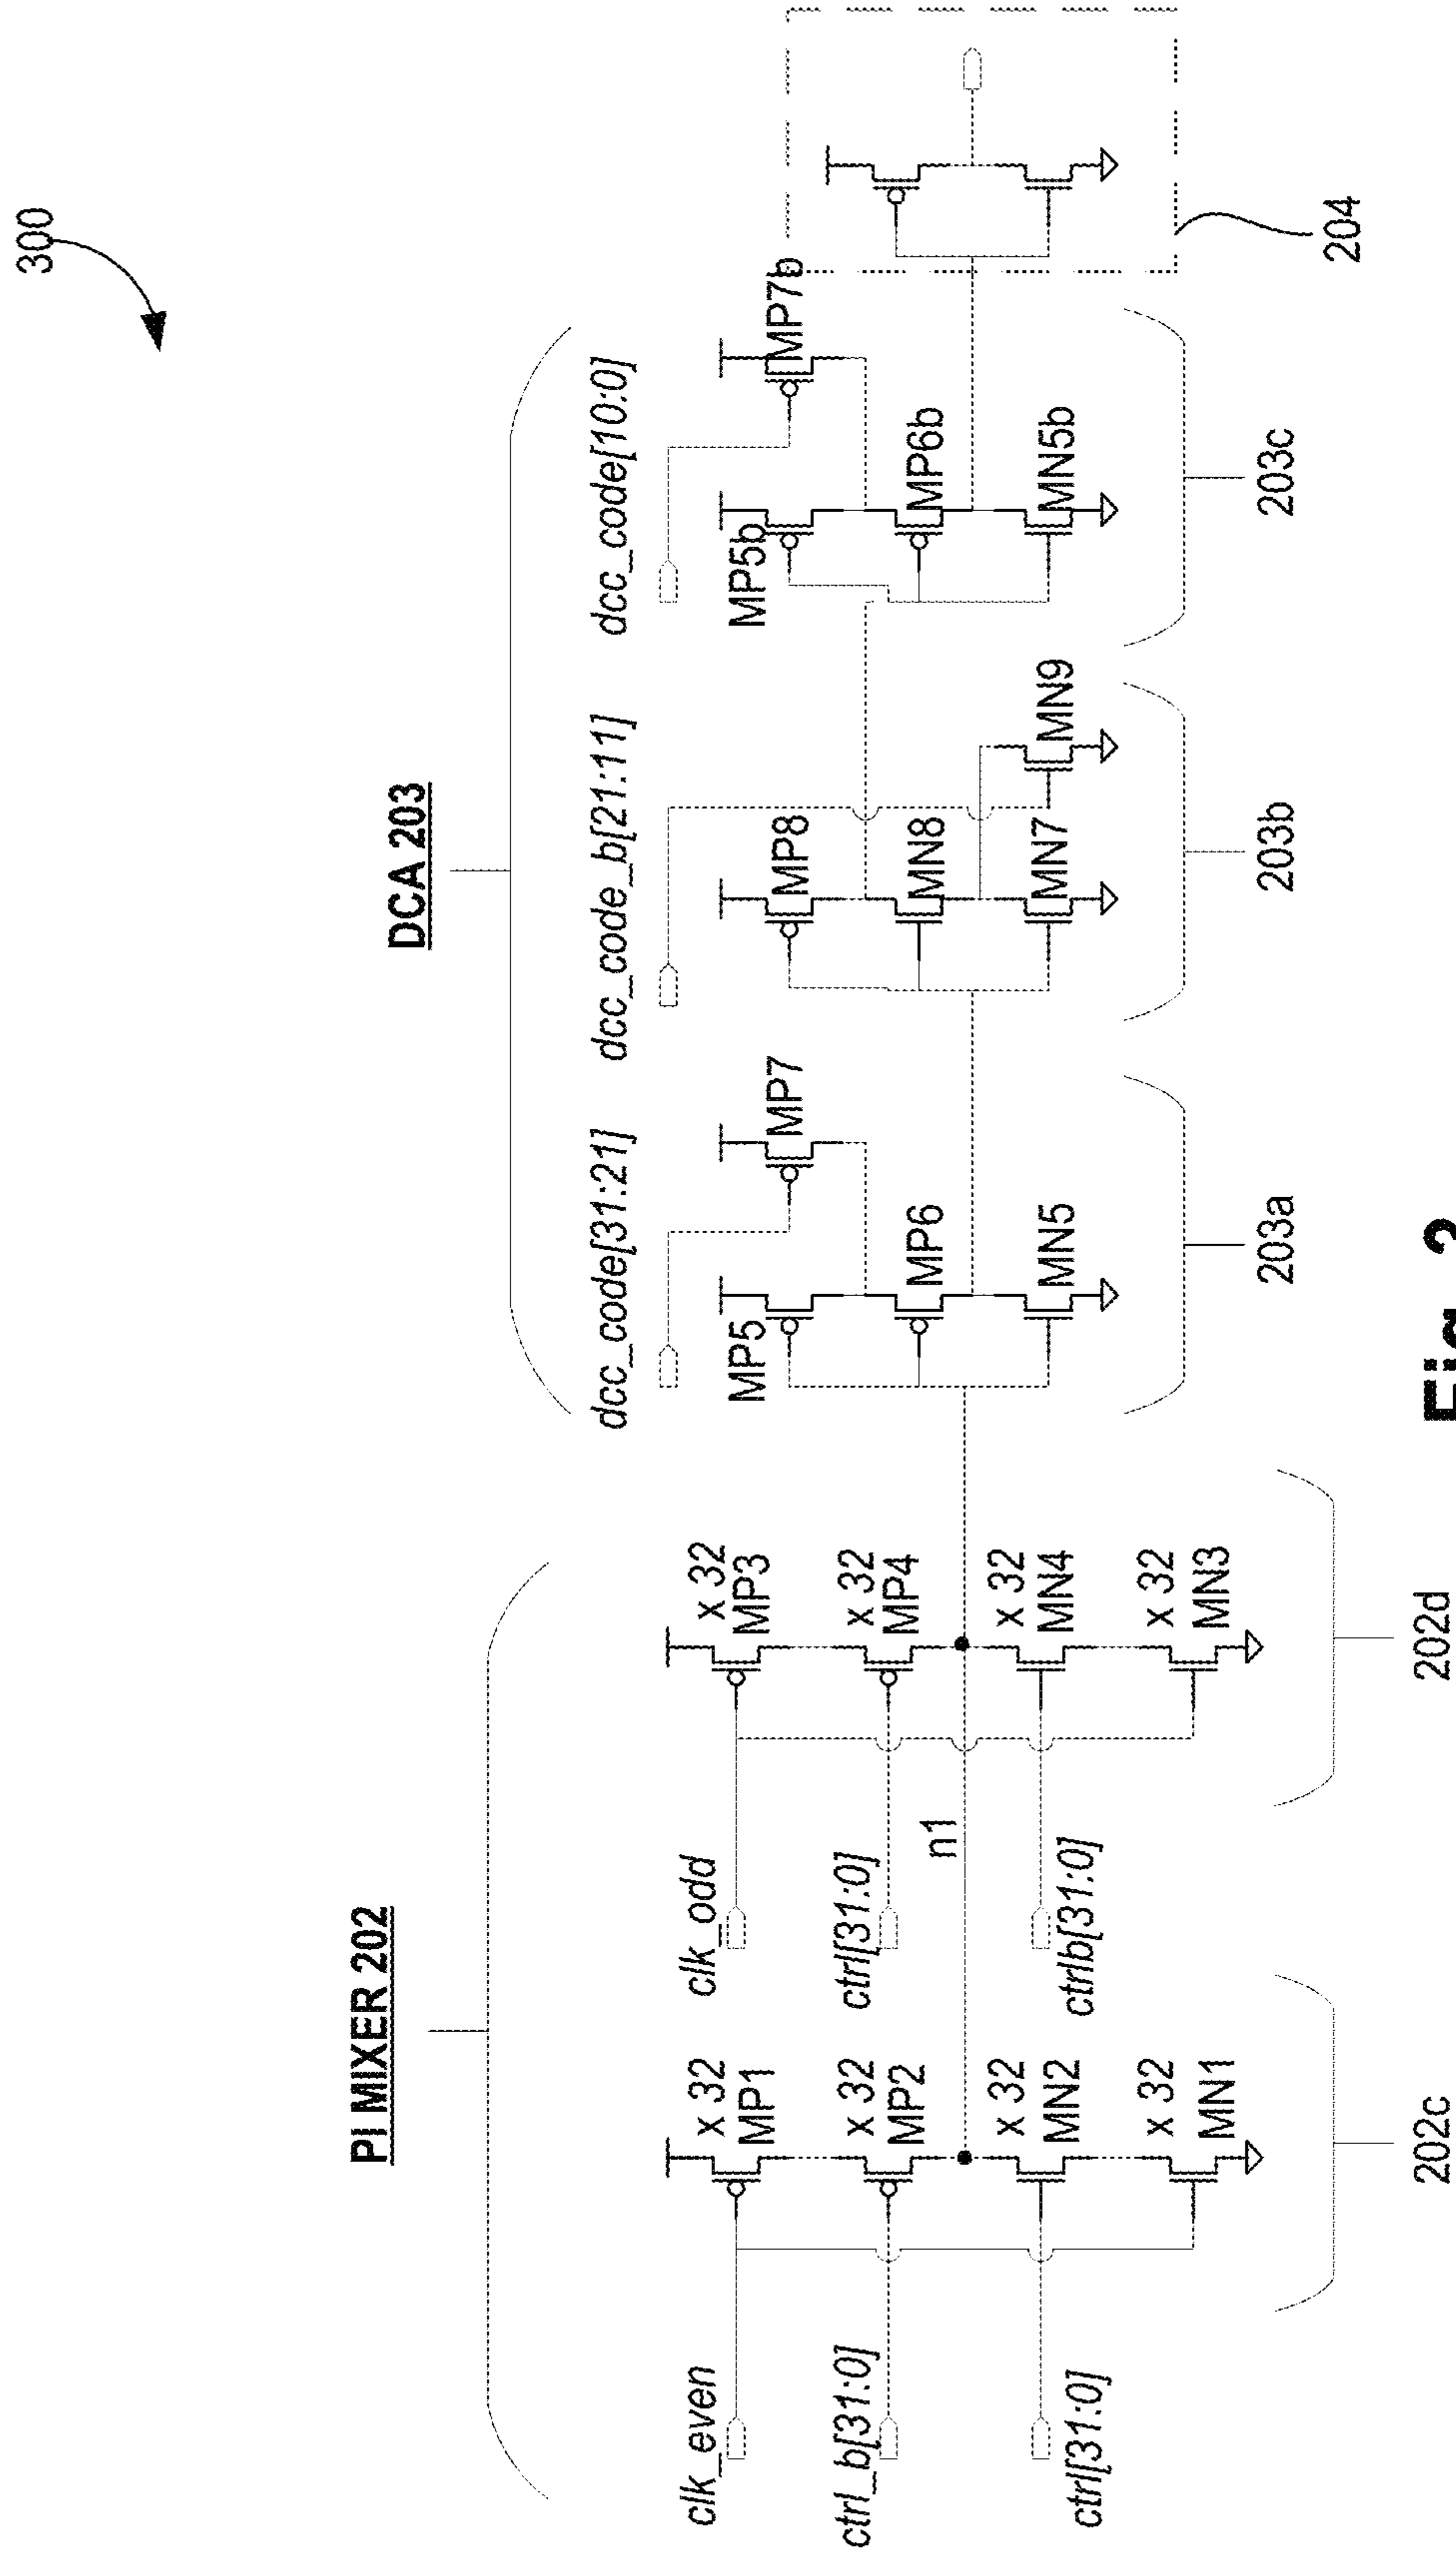 300
PI MIXER 202
DCA 203
dcc_code[31:21]
dcc_code_b[21:11]
dcc_code[10:0]
clk_even
x 32
MP1
clk_odd
x 32
MP3
MP5
MP7
MP8
MP5b
MP7b
ctrl_b[31:0]
x 32
MP2
ctrl[31:0]
x 32
MP4
MP6
MN8
MP6b
n1
ctrl[31:0]
x 32
MN2
ctrlb[31:0]
x 32
MN4
MN5
MN7
MN9
MN5b
x 32
MN1
x 32
MN3
203a
203b
203c
204
202c
202d
Fig.